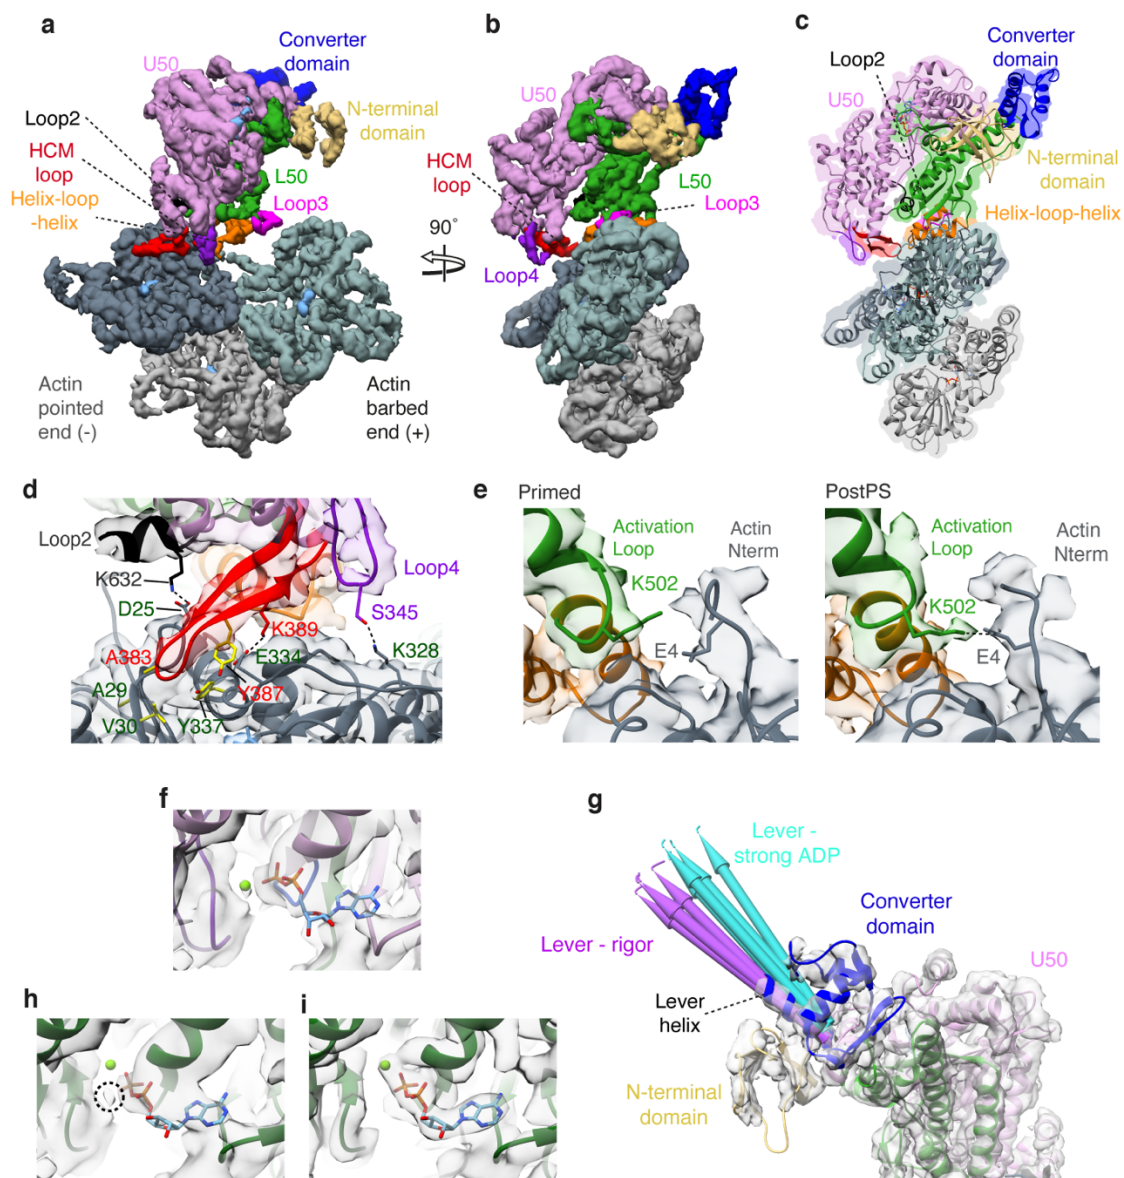 a
U50
Converter
domain
N-terminal
domain
Loop2
HCM
loop
Helix-loop
-helix
L50
Loop3
Actin
pointed
end (-)
Actin
barbed
end (+)
90°
b
U50
HCM
loop
L50
Loop3
Loop4
c
Converter
domain
Loop2
U50
N-terminal
domain
Helix-loop-helix
d
Loop2
K632
D25
A383
A29
V30
Y337
Y387
E334
K389
Loop4
S345
K328
e
Primed
Activation
Loop
K502
Actin
Nterm
E4
PostPS
Activation
Loop
K502
Actin
Nterm
E4
f
g
Lever -
strong ADP
Lever - rigor
Converter
domain
U50
Lever
helix
N-terminal
domain
h
i